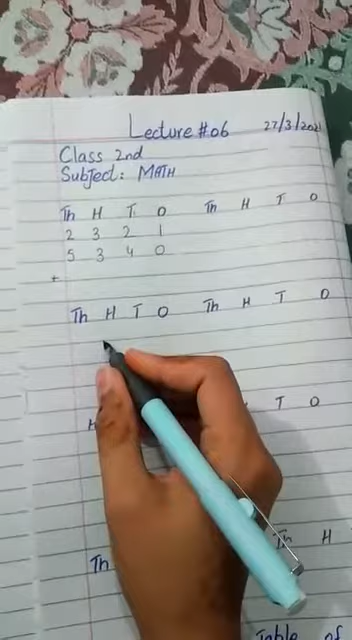 Lecture #06 27/3/202
Class 2nd
Subject: MATH
Th H T O Th H T O
2 3 2 1
5 3 4 0
+
Th H T O Th H T O
H T O
Th H
Th
Table of